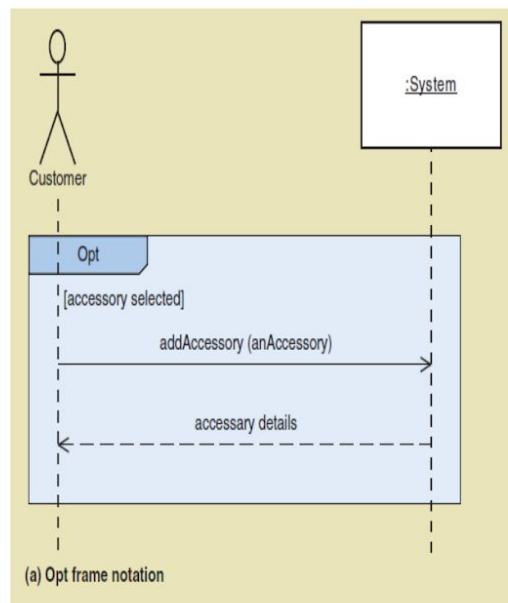 :System
Customer
Opt
[accessory selected]
addAccessory (anAccessory)
accessary details
(a) Opt frame notation